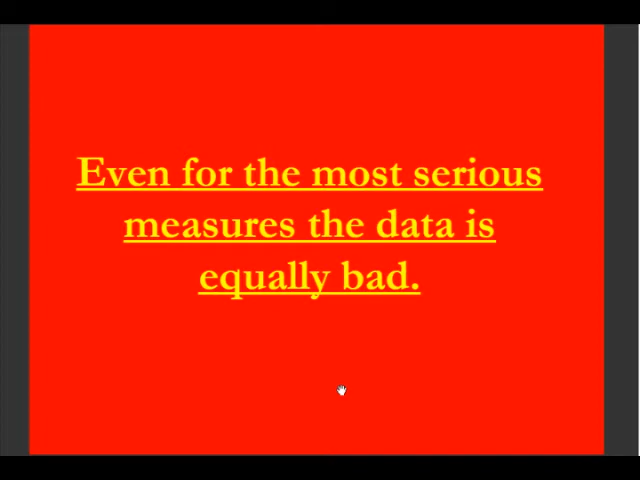 Even for the most serious
measures the data is
equally bad.